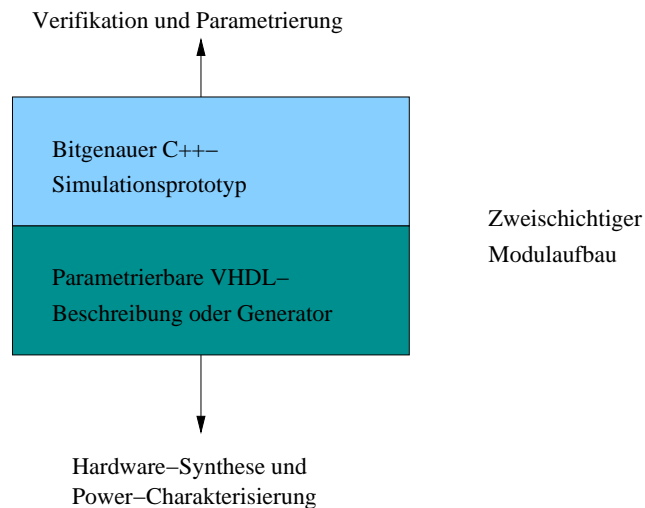 Verifikation und Parametrierung
Bitgenauer C++−
Simulationsprototyp
Zweischichtiger
Modulaufbau
Parametrierbare VHDL−
Beschreibung oder Generator
Hardware−Synthese und
Power−Charakterisierung